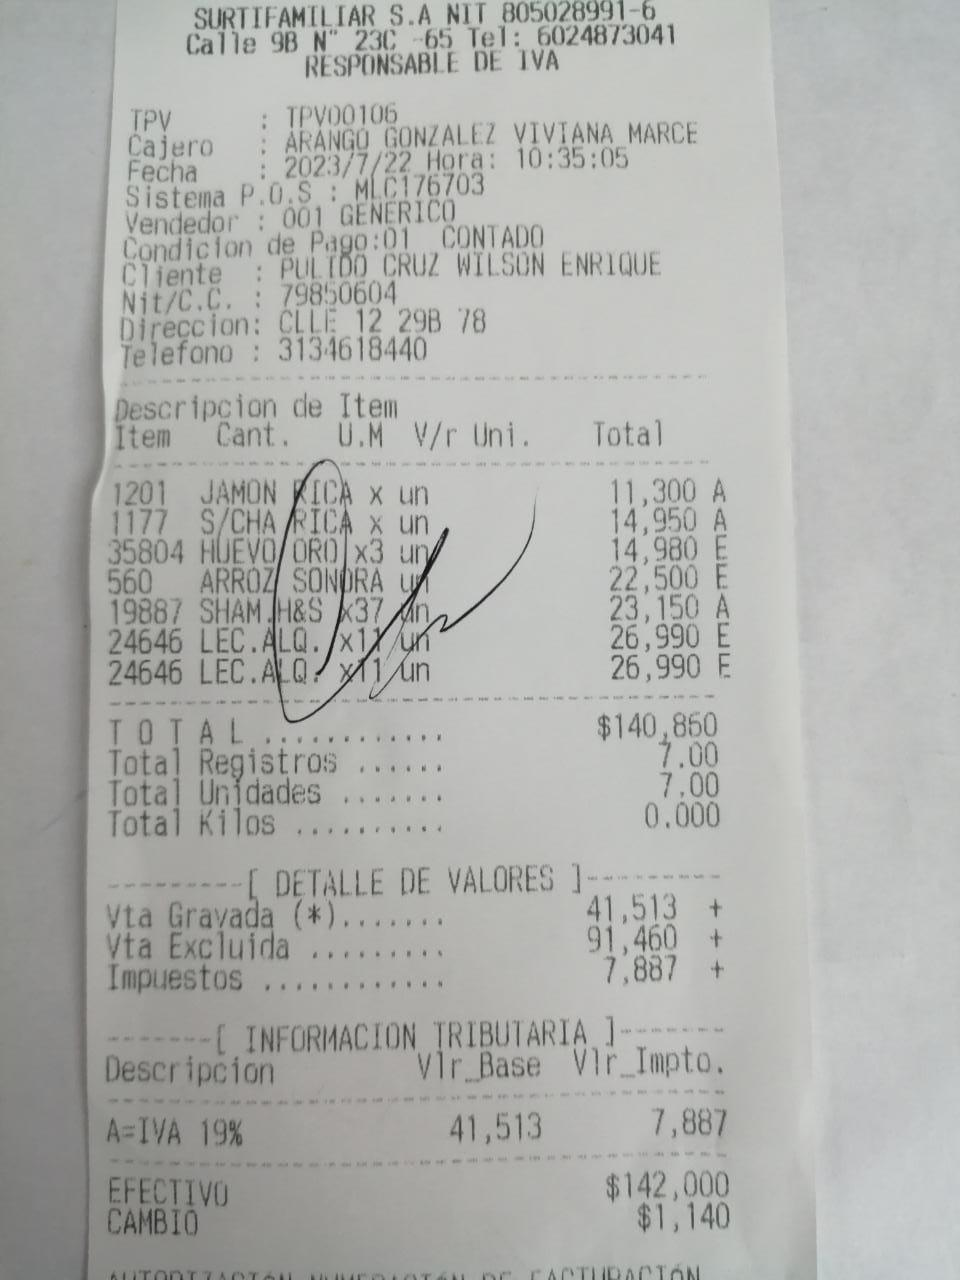 SURTIFAMILIAR S.A NIT 805028991-6
Calle 9B N" 23C -65 Tel: 6024873041
RESPONSABLE DE IVA
TPV : TPV00106
Cajero : ARANGO GONZALEZ VIVIANA MARCE
Fecha : 2023/7/22 Hora: 10:35:05
Sistema P.O.S : MLC176703
Vendedor : 001 GENERICO
Condicion de Pago:01 CONTADO
Cliente : PULIDO CRUZ WILSON ENRIQUE
Nit/C.C. : 79850604
Direccion: CLLE 12 29B 78
Telefono : 3134618440
Descripcion de Item
Item Cant. U.M V/r Uni. Total
1201 JAMON RICA x un 11,300 A
1177 S/CHA RICA x un 14,950 A
35804 HUEVO ORO x3 un 14,980 E
560 ARROZ SONORA un 22,500 E
19887 SHAM.H&S x37 un 23,150 A
24646 LEC.ALQ. x11 un 26,990 E
24646 LEC.ALQ. x11 un 26,990 E
T O T A L ............ $140,860
Total Registros ...... 7.00
Total Unidades ....... 7.00
Total Kilos .......... 0.000
---------[ DETALLE DE VALORES ]---------
Vta Gravada (*)....... 41,513 +
Vta Excluida ......... 91,460 +
Impuestos ............ 7,887 +
-------[ INFORMACION TRIBUTARIA ]-------
Descripcion Vlr_Base Vlr_Impto.
A=IVA 19% 41,513 7,887
EFECTIVO $142,000
CAMBIO $1,140
AUTORIZACIÓN NUMERACIÓN DE FACTURACIÓN